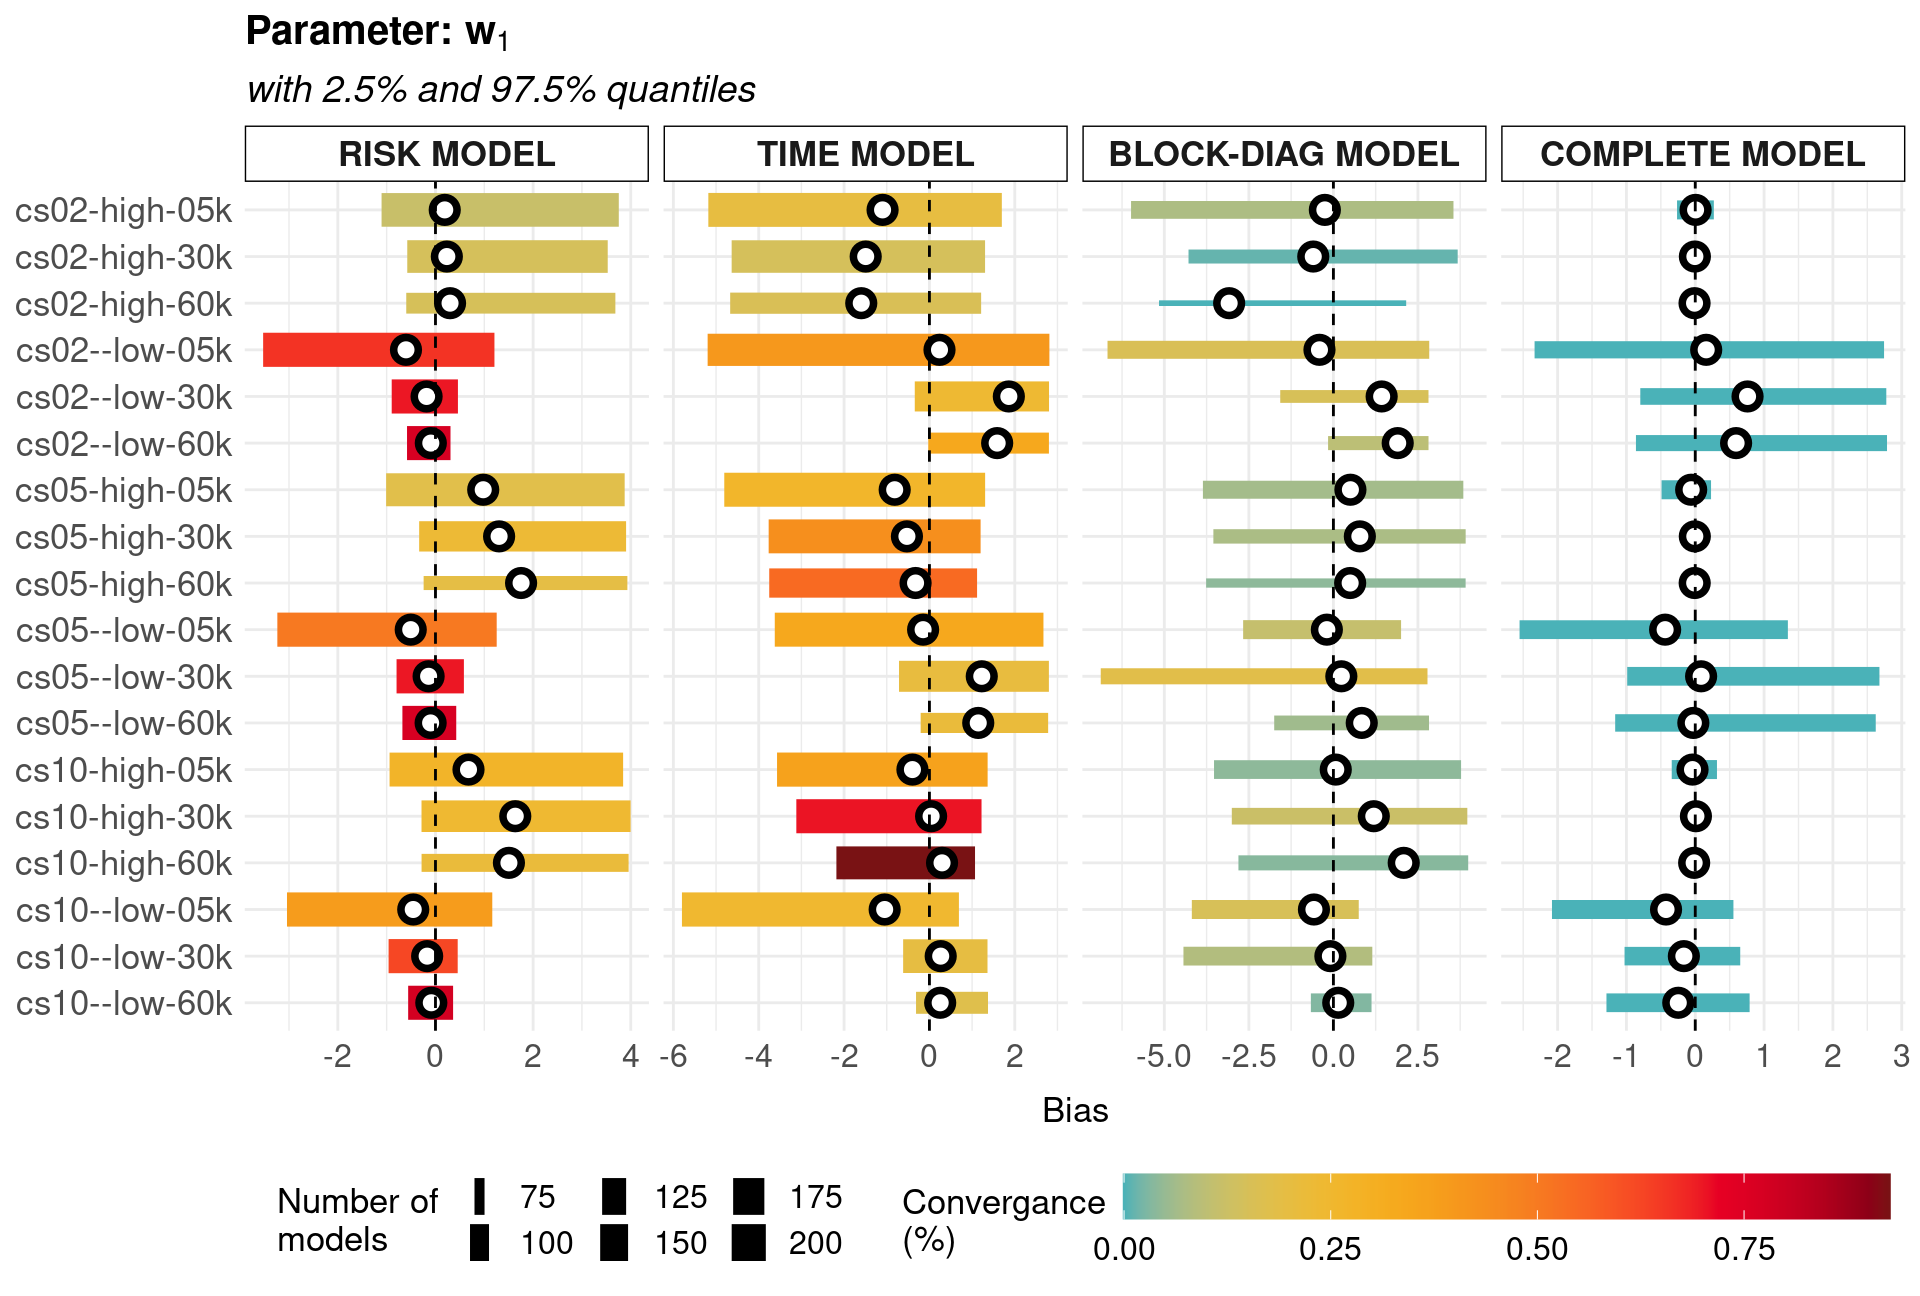 Parameter: w1
with 2.5% and 97.5% quantiles
RISK MODEL TIME MODEL BLOCK-DIAG MODEL COMPLETE MODEL
cs02-high-05k
cs02-high-30k
cs02-high-60k
cs02--low-05k
cs02--low-30k
cs02--low-60k
cs05-high-05k
cs05-high-30k
cs05-high-60k
cs05--low-05k
cs05--low-30k
cs05--low-60k
cs10-high-05k
cs10-high-30k
cs10-high-60k
cs10--low-05k
cs10--low-30k
cs10--low-60k
-2 0 2 4 -6 -4 -2 0 2 -5.0 -2.5 0.0 2.5 -2 -1 0 1 2 3
Bias
Number of models
75 125 175
100 150 200
Convergance (%)
0.00 0.25 0.50 0.75